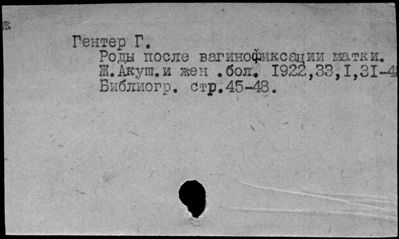 Гентер Г.
Роды после вагинофиксации матки.
Ж.Акуш.и жен .бол. 1922,33,I,31-4
Библиогр. стр.45-48.